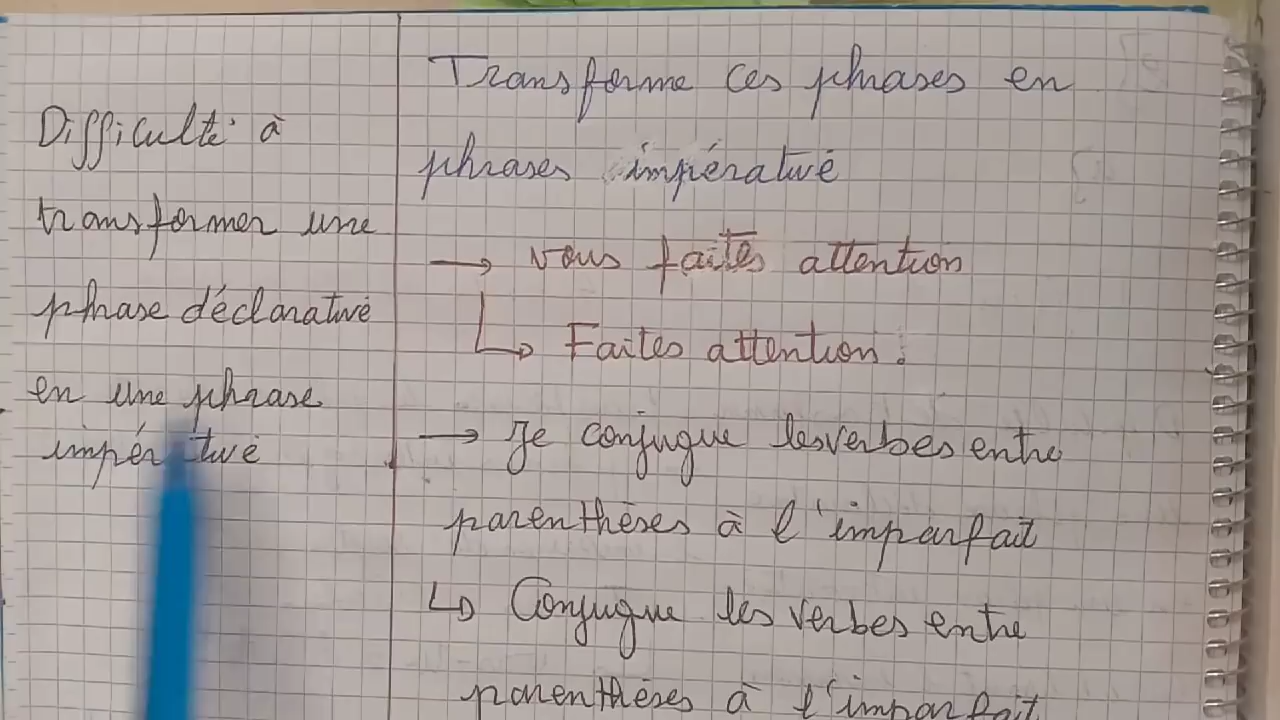 Difficulté à
transformer une
phrase déclarative
en une phrase
Transforme ces phrases en
phrases impérative
→ vous faites attention
↳ Faites attention.
→ Je conjugue les verbes entre
parenthèses à l'imparfait
↳ Conjugue les verbes entre
parenthèses à l'imparfait